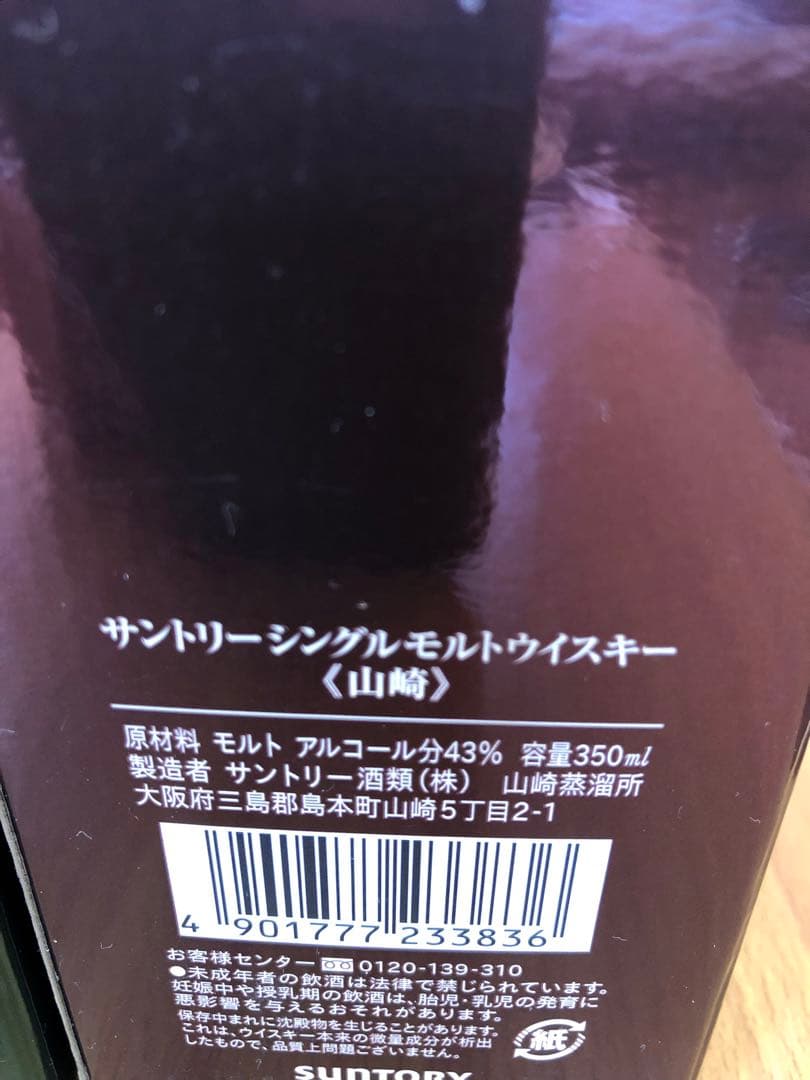 サントリーシングルモルトウイスキー
《山崎》
原材料 モルト アルコール分43% 容量350ml
製造者 サントリー酒類(株) 山崎蒸溜所
大阪府三島郡島本町山崎5丁目2-1
4 901777 233836
お客様センター 0120-139-310
●未成年者の飲酒は法律で禁じられています。
妊娠中や授乳期の飲酒は、胎児・乳児の発育に
悪影響を与えるおそれがあります。
保存中まれに沈殿物を生じることがあります。
これは、ウイスキー本来の微量成分が析出
したもので、品質上問題ございません。
紙
SUNTORY